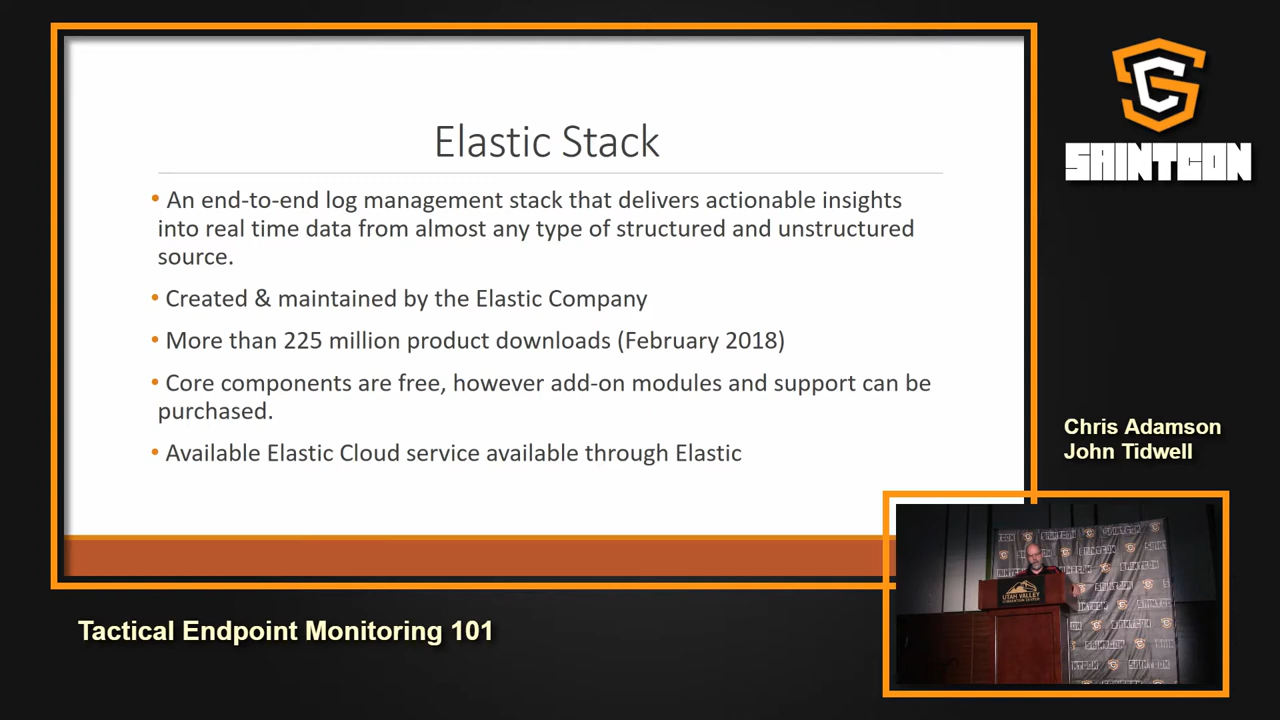 Elastic Stack
• An end-to-end log management stack that delivers actionable insights
into real time data from almost any type of structured and unstructured
source.
• Created & maintained by the Elastic Company
• More than 225 million product downloads (February 2018)
• Core components are free, however add-on modules and support can be
purchased.
• Available Elastic Cloud service available through Elastic
SAINTCON
Chris Adamson
John Tidwell
UTAH VALLEY
CONVENTION CENTER
Tactical Endpoint Monitoring 101